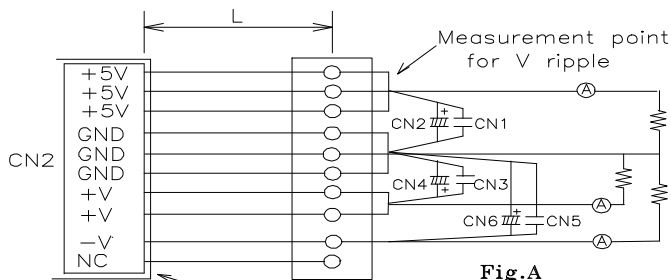 L
Measurement point
for V ripple
+5V
+5V
+5V
GND
GND
GND
+V
+V
-V
NC
CN2
A
CN2 + CN1
CN4 + CN3
A
CN6 + CN5
A
Fig.A